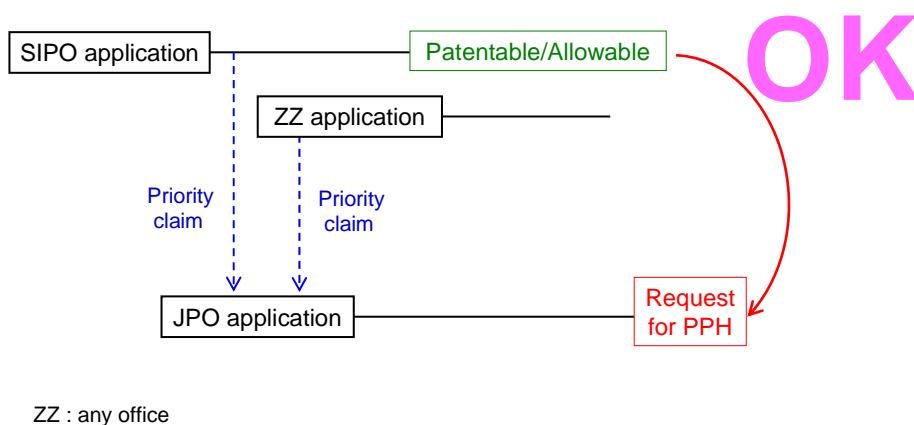 OK
SIPO application
Patentable/Allowable
ZZ application
Priority
claim
Priority
claim
JPO application
Request
for PPH
ZZ : any office